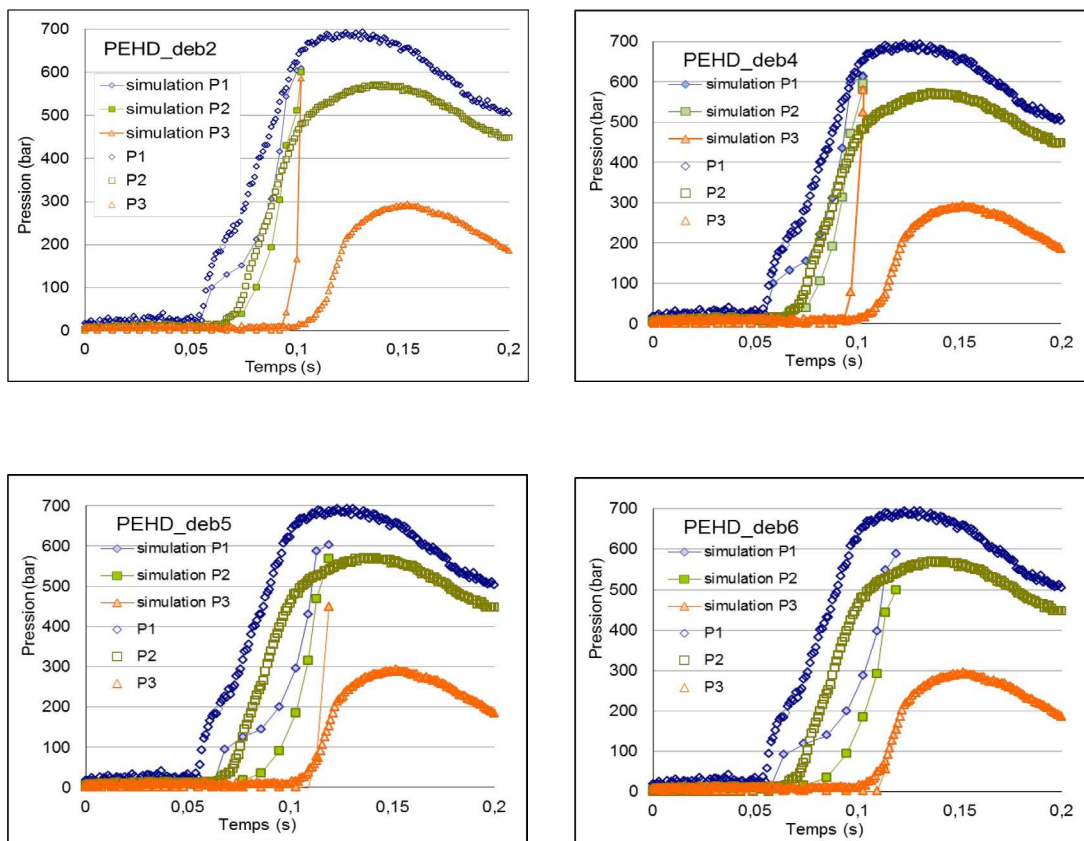 PEHD_deb2
simulation P1
simulation P2
simulation P3
P1
P2
P3
Pression (bar)
700
600
500
400
300
200
100
0
0
0,05
0,1
0,15
0,2
Temps (s)
PEHD_deb4
simulation P1
simulation P2
simulation P3
P1
P2
P3
Pression (bar)
700
600
500
400
300
200
100
0
0
0,05
0,1
0,15
0,2
Temps (s)
PEHD_deb5
simulation P1
simulation P2
simulation P3
P1
P2
P3
Pression (bar)
700
600
500
400
300
200
100
0
0
0,05
0,1
0,15
0,2
Temps (s)
PEHD_deb6
simulation P1
simulation P2
simulation P3
P1
P2
P3
Pression (bar)
700
600
500
400
300
200
100
0
0
0,05
0,1
0,15
0,2
Temps (s)